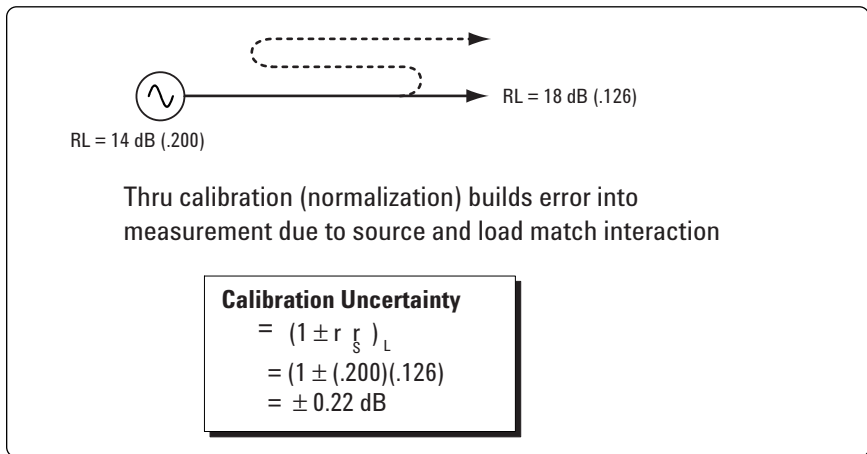 RL = 18 dB (.126)
RL = 14 dB (.200)
Thru calibration (normalization) builds error into
measurement due to source and load match interaction
Calibration Uncertainty
= (1 ± r r ) 
S L
= (1 ± (.200)(.126)
= ± 0.22 dB